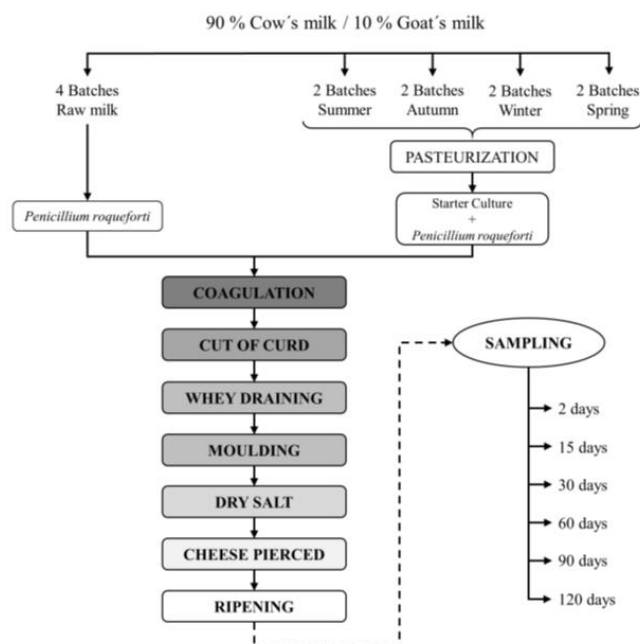 90 % Cow´s milk / 10 % Goat´s milk
4 Batches
Raw milk
2 Batches
Summer
2 Batches
Autumn
2 Batches
Winter
2 Batches
Spring
PASTEURIZATION
Penicillium roqueforti
Starter Culture
+
Penicillium roqueforti
COAGULATION
CUT OF CURD
WHEY DRAINING
MOULDING
DRY SALT
CHEESE PIERCED
RIPENING
SAMPLING
2 days
15 days
30 days
60 days
90 days
120 days